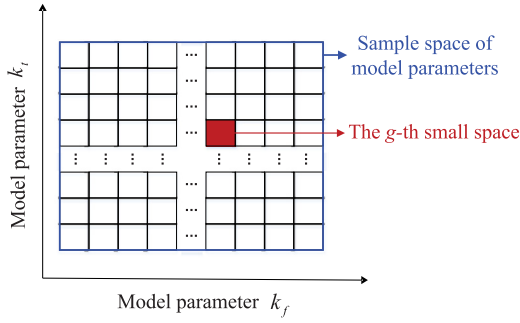 Sample space of
model parameters
The g-th small space
Model parameter k_t
...
...
...
...
⋮ ⋮ ⋮ ⋮ ⋮ ⋮ ⋮ ⋮
...
...
...
Model parameter k_f